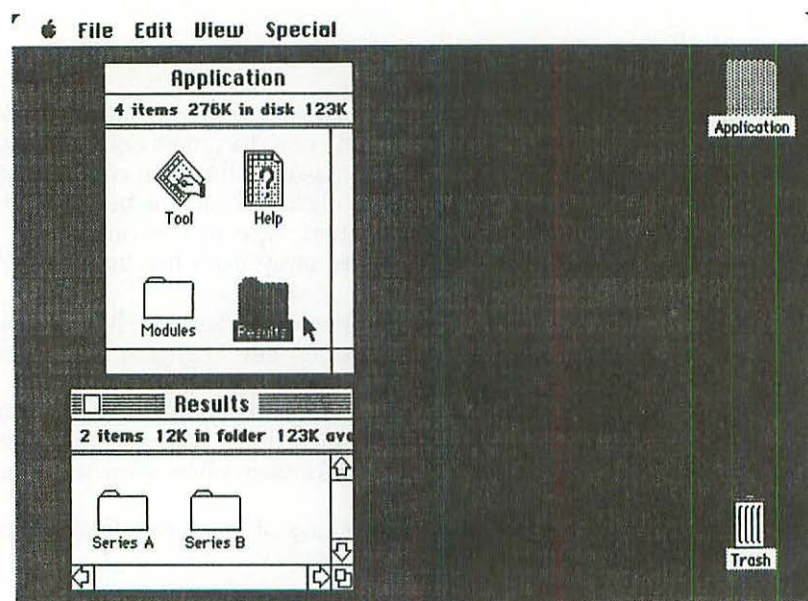 File Edit View Special
Application
4 items 276K in disk 123K
Tool Help
Modules Results
Results
2 items 12K in folder 123K ava
Series A Series B
Application
Trash